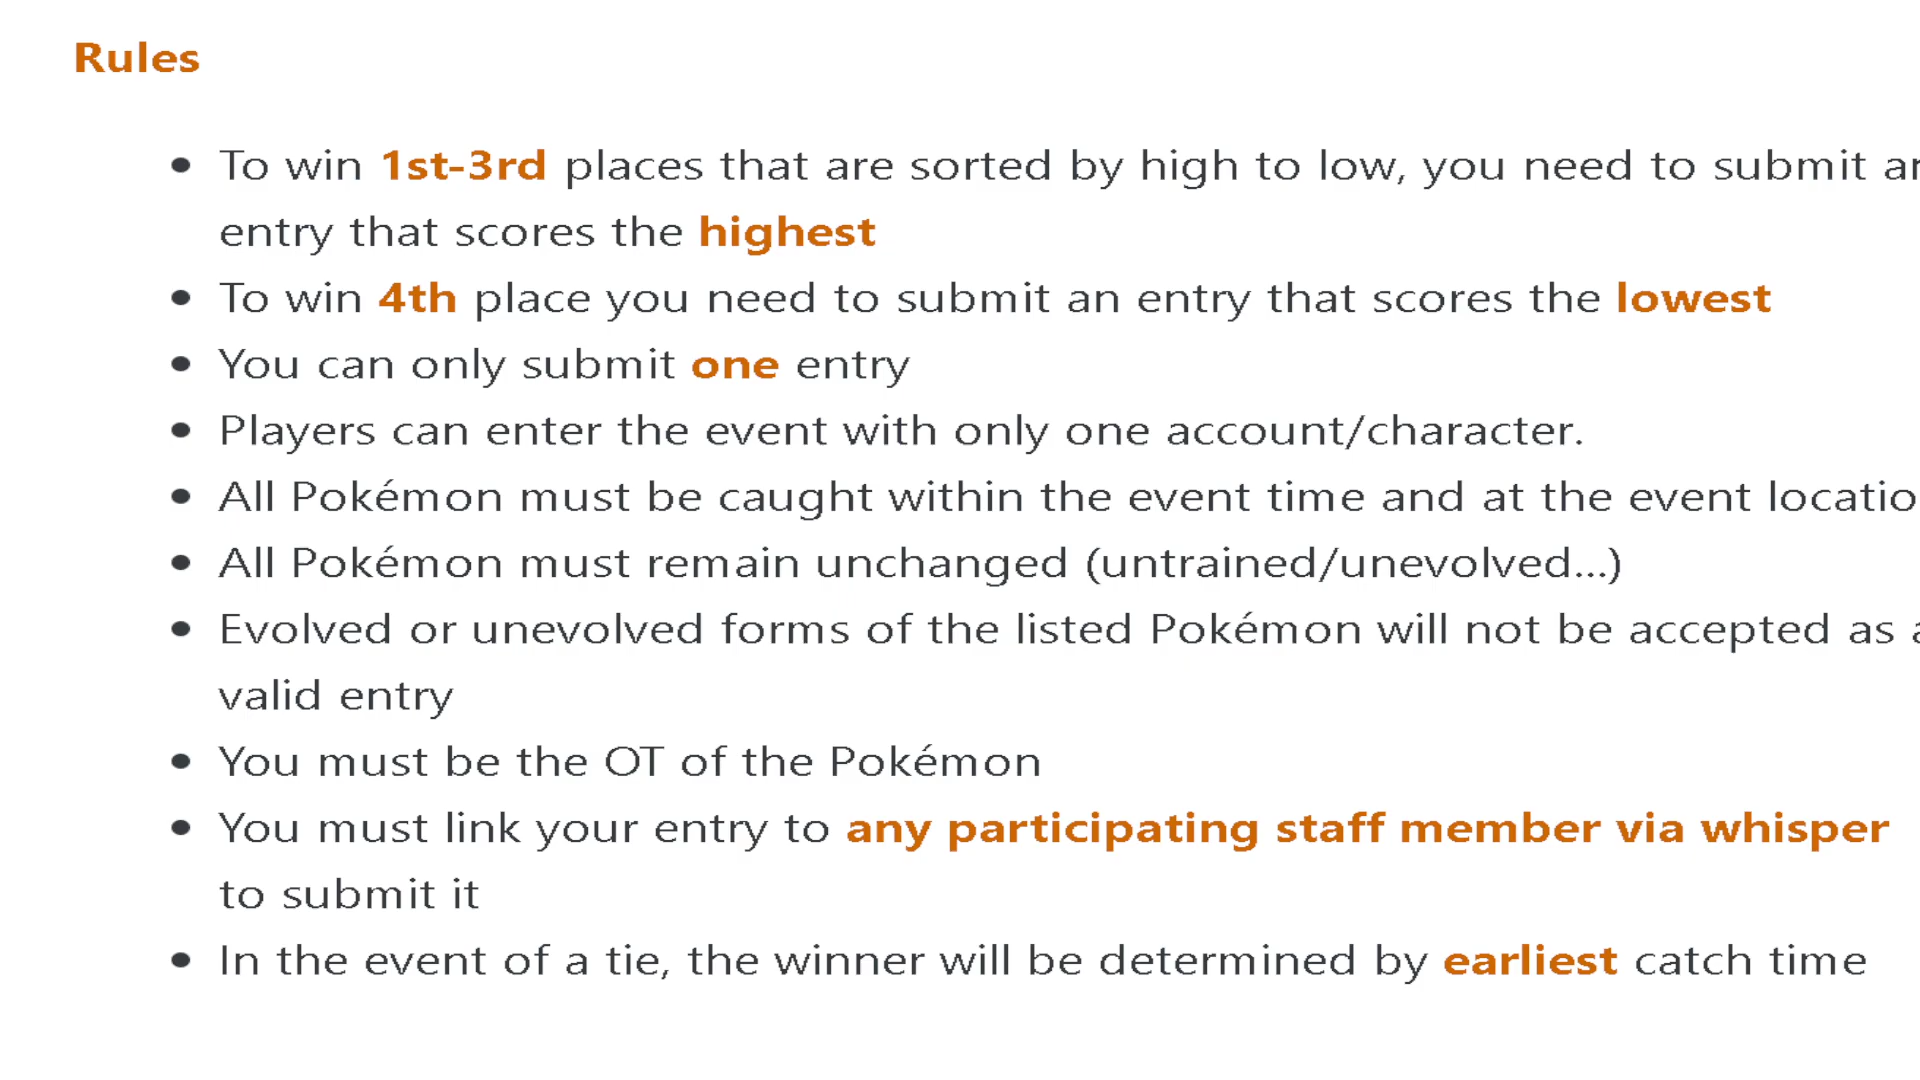 Rules
To win 1st-3rd places that are sorted by high to low, you need to submit
entry that scores the highest
To win 4th place you need to submit an entry that scores the lowest
You can only submit one entry
Players can enter the event with only one account/character.
All Pokémon must be caught within the event time and at the event locatio
All Pokémon must remain unchanged (untrained/unevolved...)
Evolved or unevolved forms of the listed Pokémon will not be accepted as
valid entry
You must be the OT of the Pokémon
You must link your entry to any participating staff member via whisper
to submit it
In the event of a tie, the winner will be determined by earliest catch time